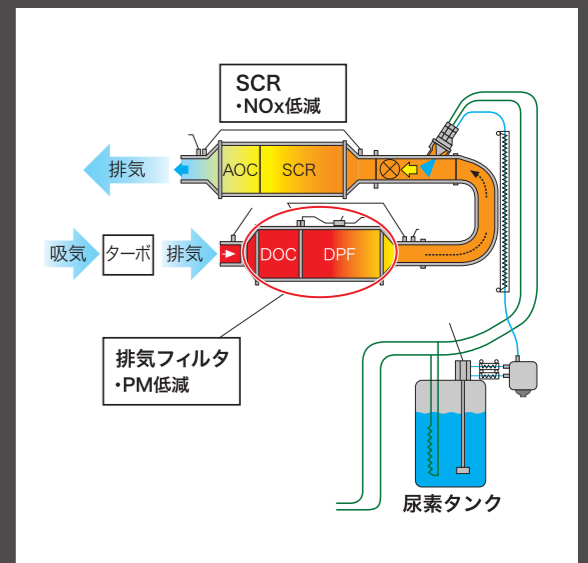 SCR
・NOx低減
排気
AOC
SCR
吸気
ターボ
排気
DOC
DPF
排気フィルタ
・PM低減
尿素タンク